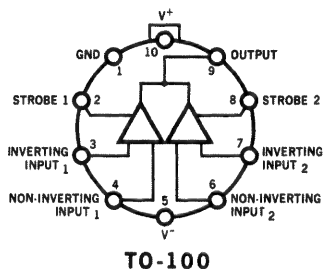 V+
10
GND
1
OUTPUT
9
STROBE 1
2
8
STROBE 2
3
INVERTING
INPUT 1
7
INVERTING
INPUT 2
4
NON-INVERTING
INPUT 1
6
NON-INVERTING
INPUT 2
5
V-
TO-100